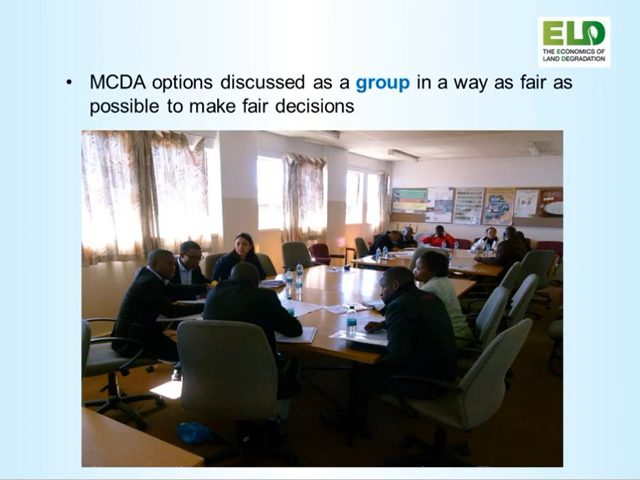 ELD
THE ECONOMICS OF
LAND DEGRADATION
• MCDA options discussed as a group in a way as fair as
possible to make fair decisions